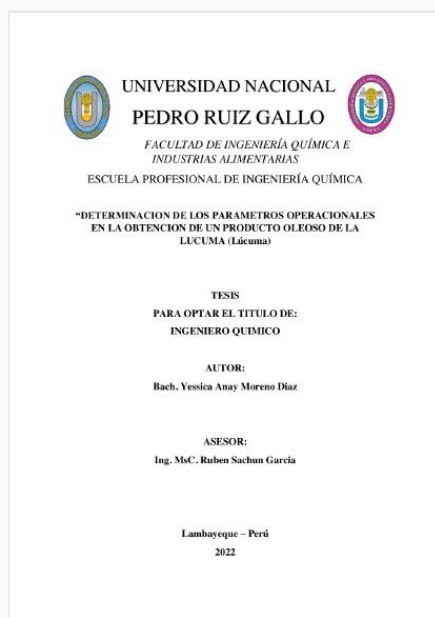 UNIVERSIDAD NACIONAL
PEDRO RUIZ GALLO
FACULTAD DE INGENIERÍA QUÍMICA E
INDUSTRIAS ALIMENTARIAS
ESCUELA PROFESIONAL DE INGENIERÍA QUÍMICA
“DETERMINACION DE LOS PARAMETROS OPERACIONALES
EN LA OBTENCION DE UN PRODUCTO OLEOSO DE LA
LUCUMA (Lúcuma)
TESIS
PARA OPTAR EL TITULO DE:
INGENIERO QUIMICO
AUTOR:
Bach. Yessica Anay Moreno Diaz
ASESOR:
Ing. MsC. Ruben Sachun Garcia
Lambayeque – Perú
2022